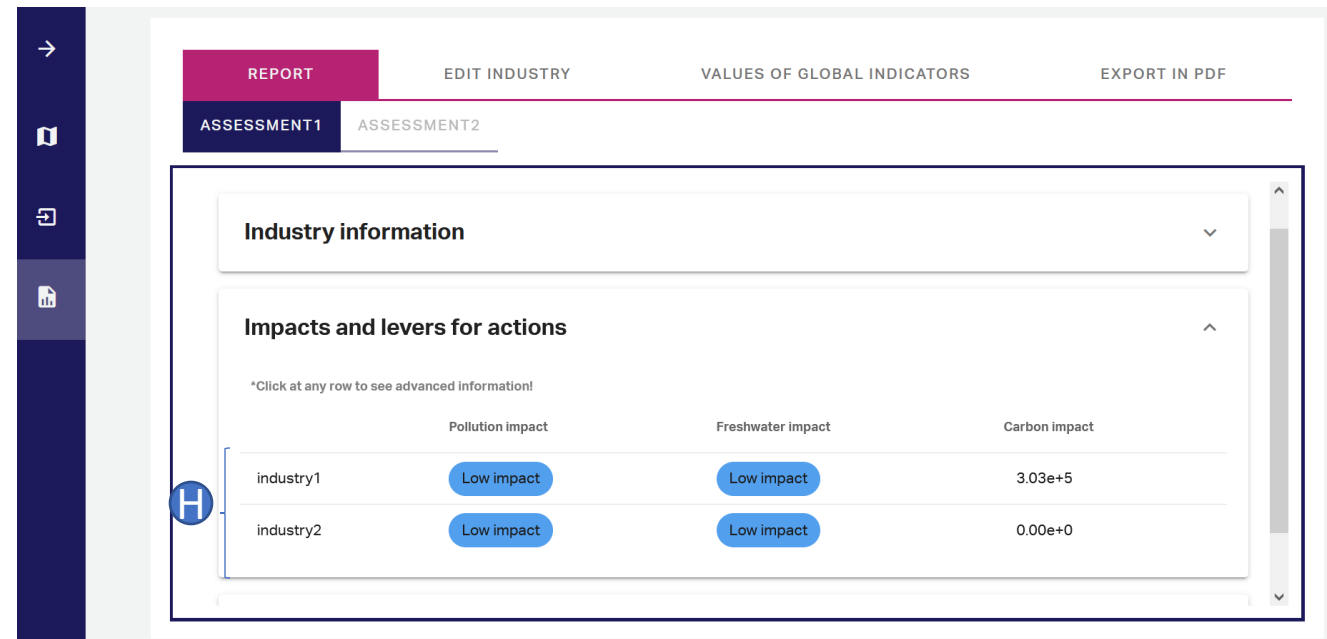 REPORT EDIT INDUSTRY VALUES OF GLOBAL INDICATORS EXPORT IN PDF
ASSESSMENT1 ASSESSMENT2
Industry information
Impacts and levers for actions
*Click at any row to see advanced information!
Pollution impact Freshwater impact Carbon impact
industry1 Low impact Low impact 3.03e+5
H
industry2 Low impact Low impact 0.00e+0